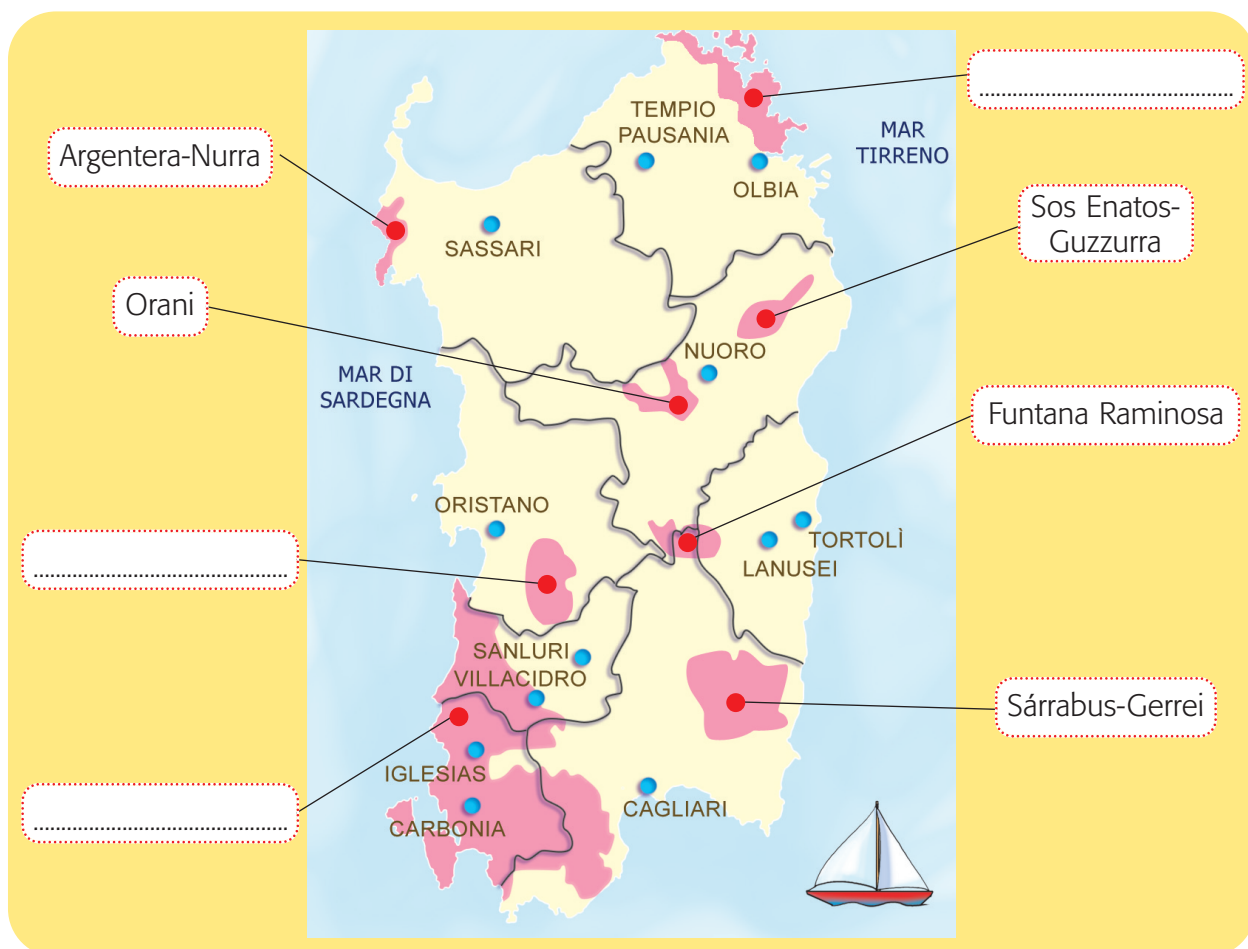 TEMPIO
PAUSANIA
MAR
TIRRENO
OLBIA
Argentera-Nurra
SASSARI
Sos Enatos-
Guzzurra
Orani
NUORO
MAR DI
SARDEGNA
Funtana Raminosa
ORISTANO
TORTOLÌ
LANUSEI
SANLURI
VILLACIDRO
Sárrabus-Gerrei
IGLESIAS
CAGLIARI
CARBONIA